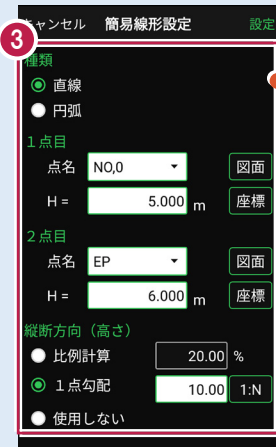 キャンセル 簡易線形設定 設定
3
種類
直線
円弧
1点目
点名 NO,0 図面
H = 5.000 m 座標
2点目
点名 EP 図面
H = 6.000 m 座標
縦断方向（高さ）
比例計算 20.00 %
1点勾配 10.00 1:N
使用しない